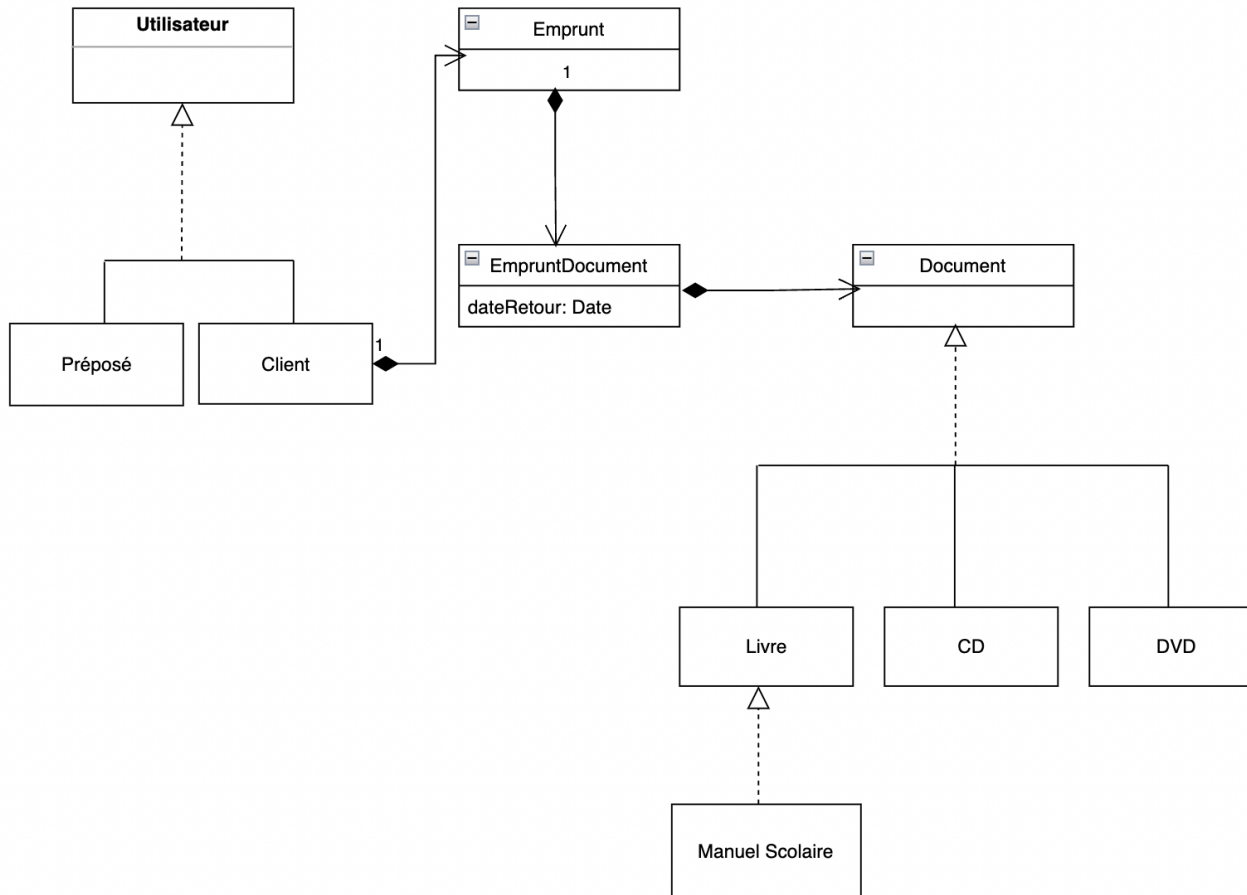 Utilisateur
Emprunt
1
EmpruntDocument
dateRetour: Date
Document
Préposé
Client
1
Livre
CD
DVD
Manuel Scolaire